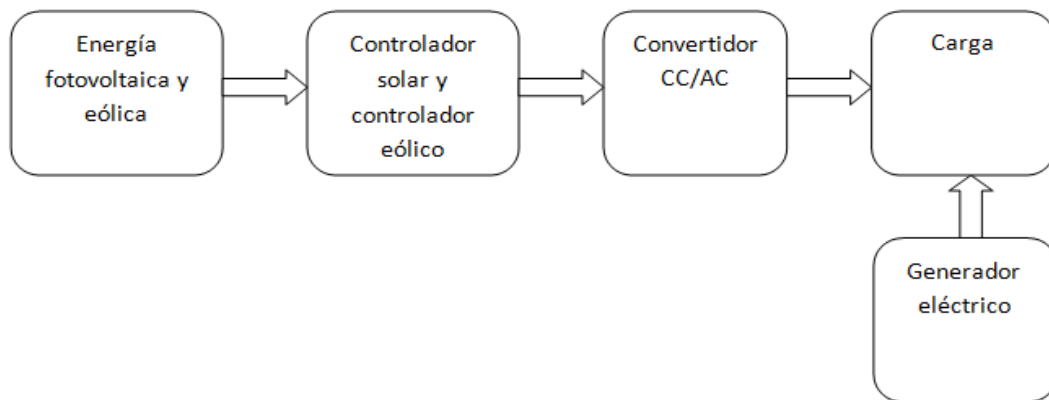 Energía
fotovoltaica y
eólica
Controlador
solar y
controlador
eólico
Convertidor
CC/AC
Carga
Generador
eléctrico